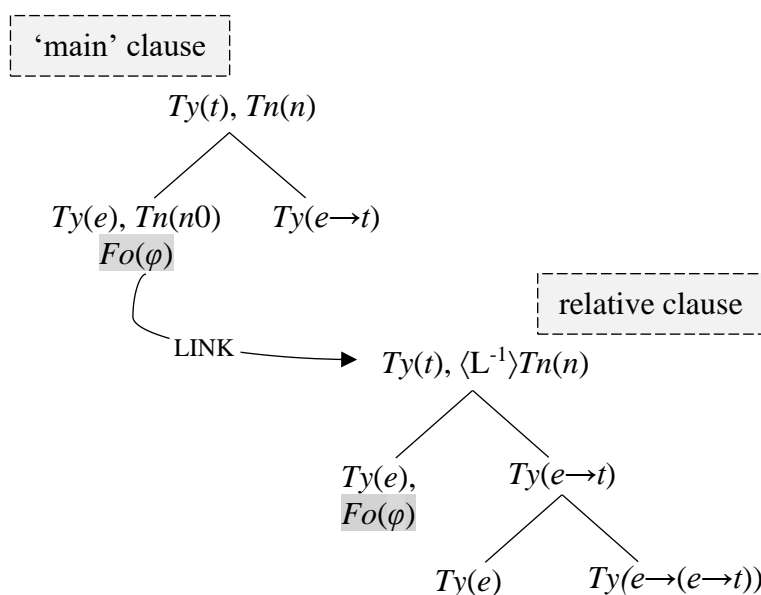 ‘main’ clause
Ty(t), Tn(n)
Ty(e), Tn(n0) Ty(e→t)
Fo(φ)
relative clause
LINK
Ty(t), ⟨L⁻¹⟩Tn(n)
Ty(e), Ty(e→t)
Fo(φ)
Ty(e) Ty(e→(e→t))